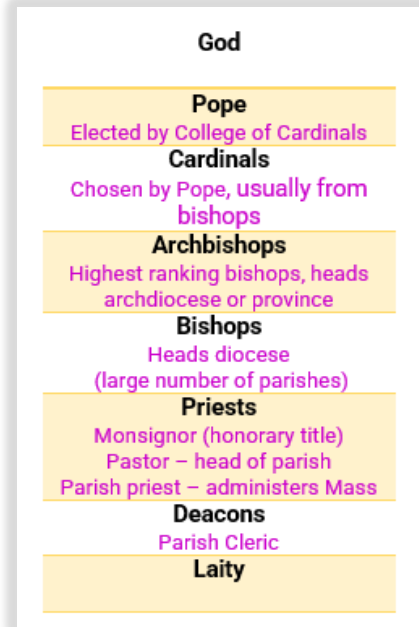 God
Pope
Elected by College of Cardinals
Cardinals
Chosen by Pope, usually from
bishops
Archbishops
Highest ranking bishops, heads
archdiocese or province
Bishops
Heads diocese
(large number of parishes)
Priests
Monsignor (honorary title)
Pastor – head of parish
Parish priest – administers Mass
Deacons
Parish Cleric
Laity